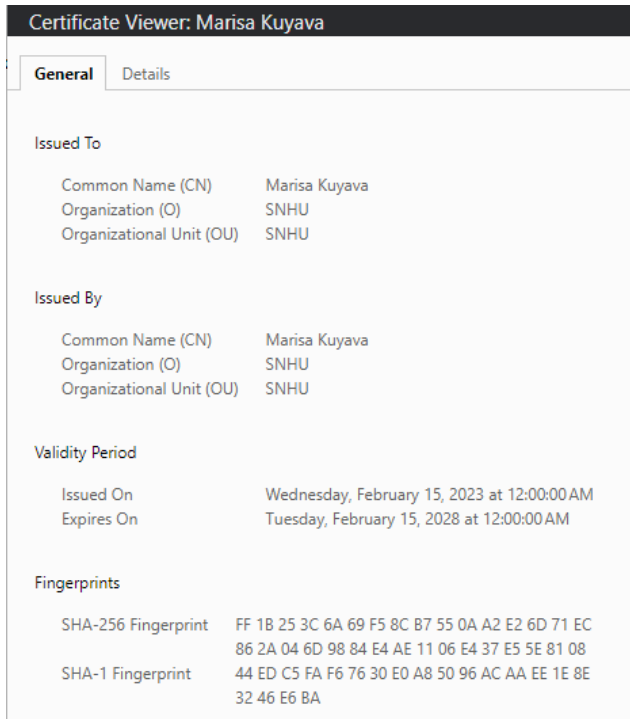 Certificate Viewer: Marisa Kuyava
General Details
Issued To
Common Name (CN) Marisa Kuyava
Organization (O) SNHU
Organizational Unit (OU) SNHU
Issued By
Common Name (CN) Marisa Kuyava
Organization (O) SNHU
Organizational Unit (OU) SNHU
Validity Period
Issued On Wednesday, February 15, 2023 at 12:00:00 AM
Expires On Tuesday, February 15, 2028 at 12:00:00 AM
Fingerprints
SHA-256 Fingerprint FF 1B 25 3C 6A 69 F5 8C B7 55 0A A2 E2 6D 71 EC
86 2A 04 6D 98 84 E4 AE 11 06 E4 37 E5 5E 81 08
SHA-1 Fingerprint 44 ED C5 FA F6 76 30 E0 A8 50 96 AC AA EE 1E 8E
32 46 E6 BA